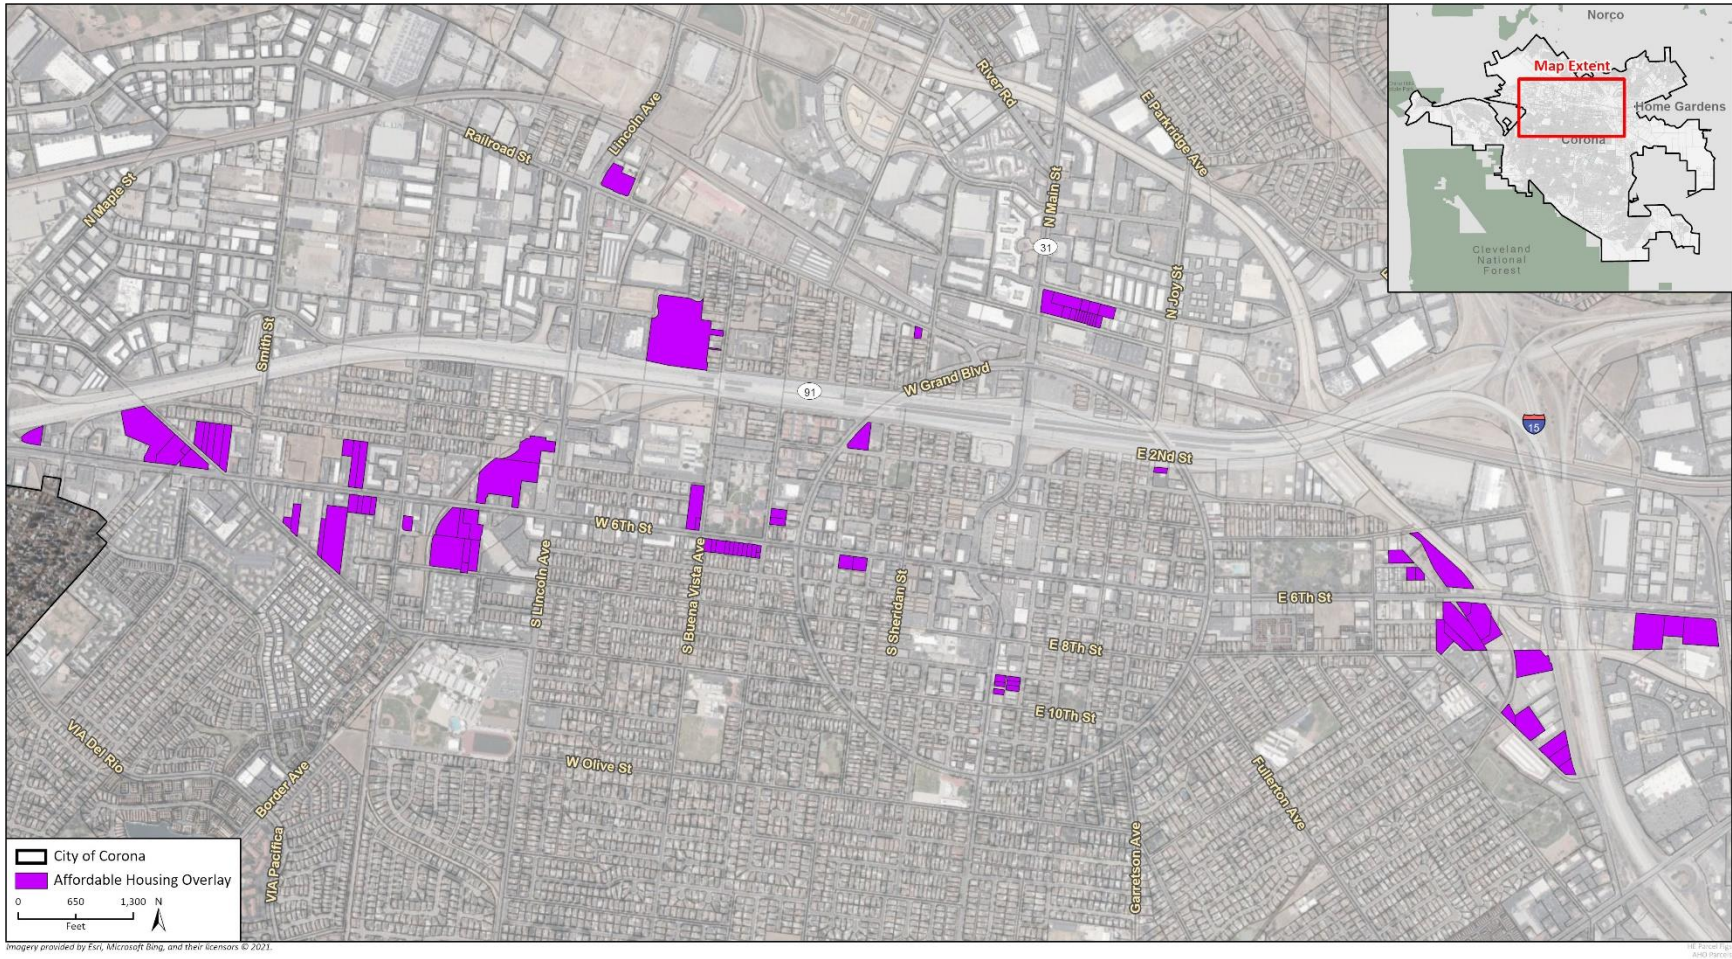 Norco
Map Extent
Home Gardens
Corona
Cleveland
National
Forest
River Rd
E Parkridge Ave
Lincoln Ave
Railroad St
N Maple St
N Main St
31
N Joy St
Smith St
W Grand Blvd
91
15
E 2Nd St
W 6Th St
S Lincoln Ave
S Buena Vista Ave
S Sheridan St
E 6Th St
E 8Th St
E 10Th St
W Olive St
VIA Del Rio
Border Ave
VIA Pacifica
Fullerton Ave
Garretson Ave
City of Corona
Affordable Housing Overlay
0 650 1,300 N
Feet
Imagery provided by Esri, Microsoft Bing, and their licensors © 2021.